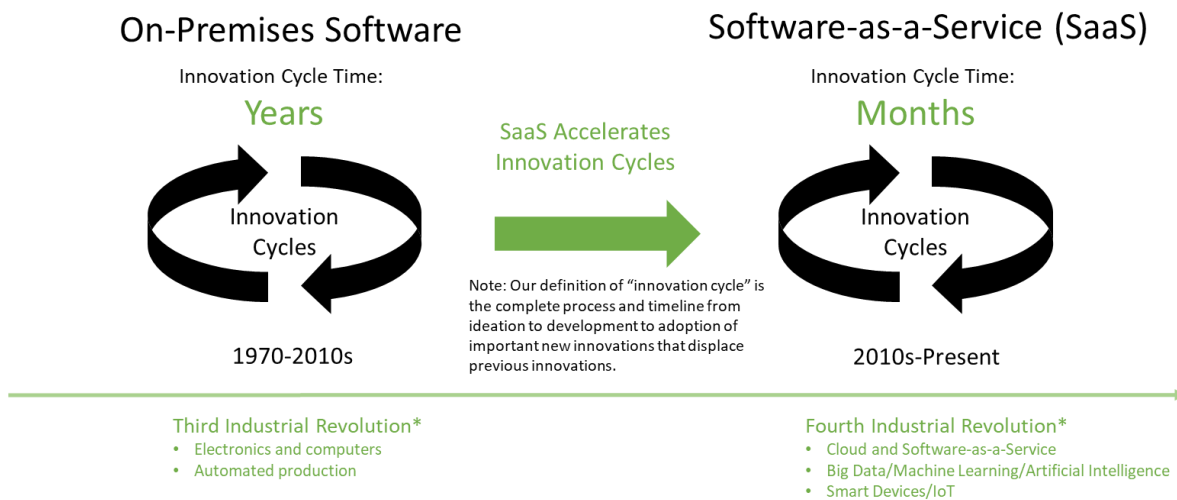 On-Premises Software
Innovation Cycle Time:
Years
Innovation
Cycles
1970-2010s
SaaS Accelerates
Innovation Cycles
Note: Our definition of “innovation cycle” is
the complete process and timeline from
ideation to development to adoption of
important new innovations that displace
previous innovations.
Software-as-a-Service (SaaS)
Innovation Cycle Time:
Months
Innovation
Cycles
2010s-Present
Third Industrial Revolution*
• Electronics and computers
• Automated production
Fourth Industrial Revolution*
• Cloud and Software-as-a-Service
• Big Data/Machine Learning/Artificial Intelligence
• Smart Devices/IoT